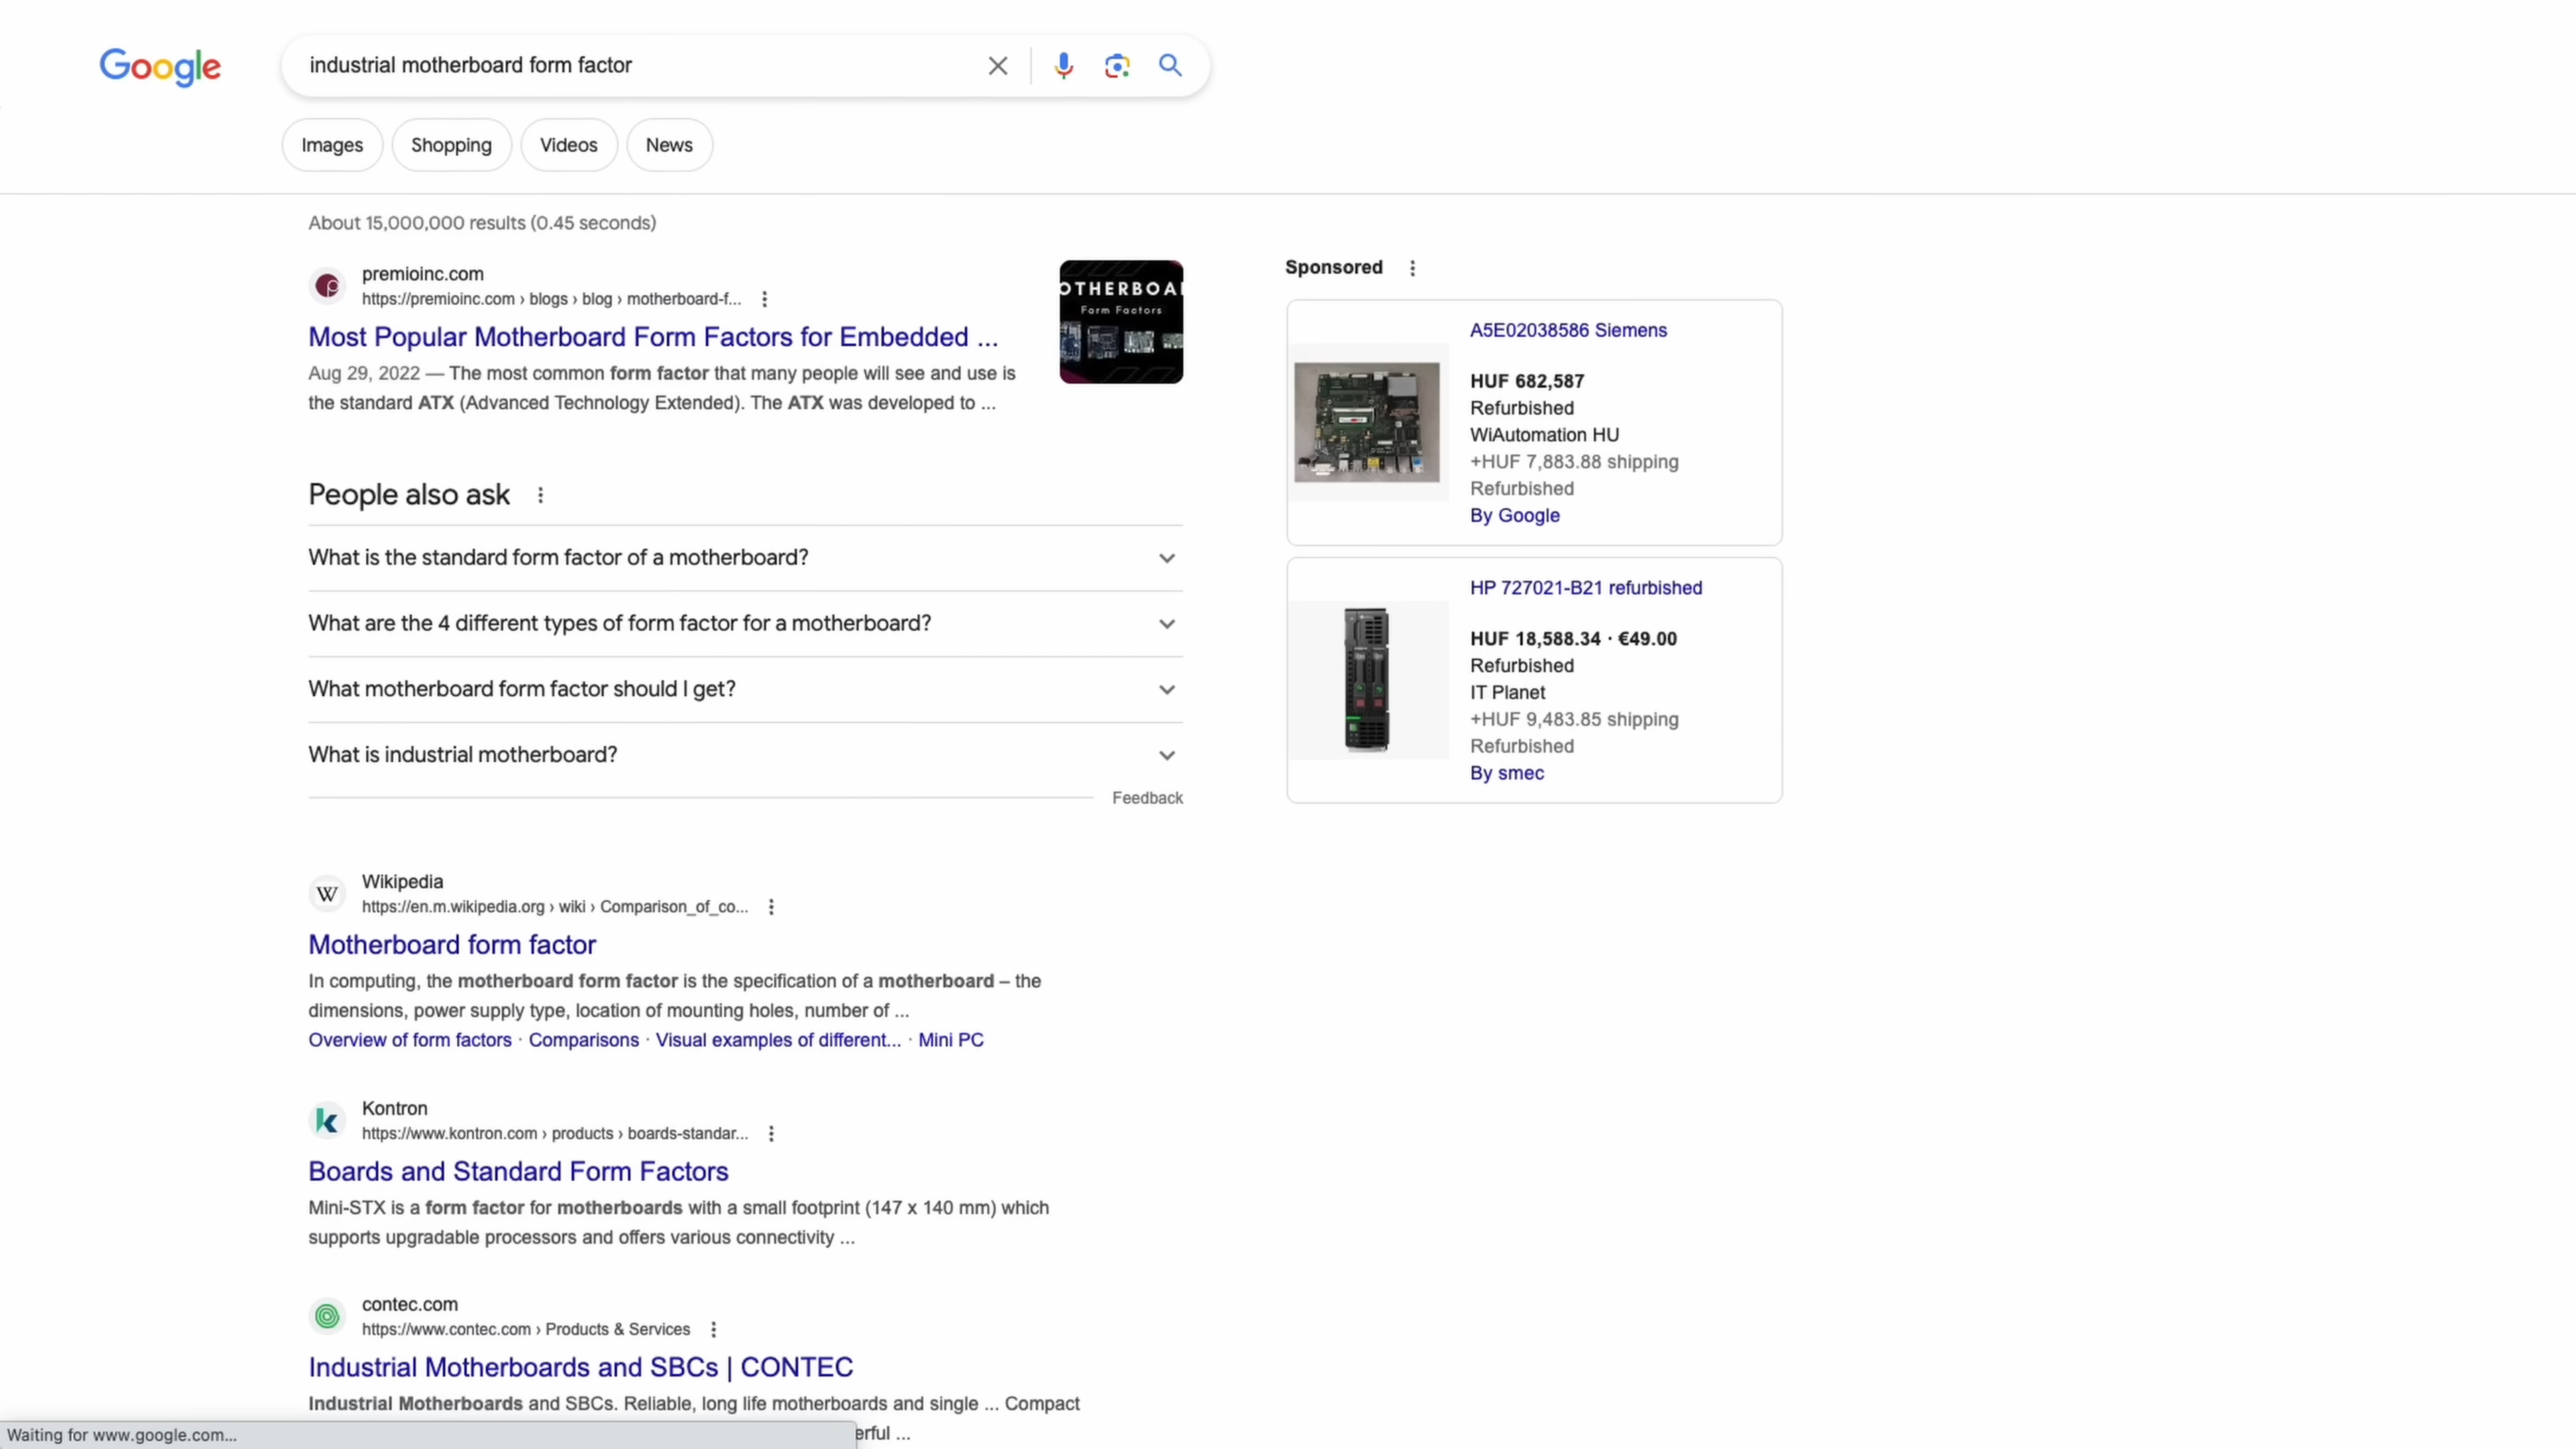 Google
industrial motherboard form factor
Images
Shopping
Videos
News
About 15,000,000 results (0.45 seconds)
premioinc.com
https://premioinc.com › blogs › blog › motherboard-f...
Most Popular Motherboard Form Factors for Embedded ...
Aug 29, 2022 — The most common form factor that many people will see and use is
the standard ATX (Advanced Technology Extended). The ATX was developed to ...
OTHERBOA
Form Factors
People also ask
What is the standard form factor of a motherboard?
What are the 4 different types of form factor for a motherboard?
What motherboard form factor should I get?
What is industrial motherboard?
Feedback
W
Wikipedia
https://en.m.wikipedia.org › wiki › Comparison_of_co...
Motherboard form factor
In computing, the motherboard form factor is the specification of a motherboard – the
dimensions, power supply type, location of mounting holes, number of ...
Overview of form factors · Comparisons · Visual examples of different... · Mini PC
Kontron
https://www.kontron.com › products › boards-standar...
Boards and Standard Form Factors
Mini-STX is a form factor for motherboards with a small footprint (147 x 140 mm) which
supports upgradable processors and offers various connectivity ...
contec.com
https://www.contec.com › Products & Services
Industrial Motherboards and SBCs | CONTEC
Industrial Motherboards and SBCs. Reliable, long life motherboards and single ... Compact
erful ...
Waiting for www.google.com...
Sponsored
A5E02038586 Siemens
HUF 682,587
Refurbished
WiAutomation HU
+HUF 7,883.88 shipping
Refurbished
By Google
HP 727021-B21 refurbished
HUF 18,588.34 · €49.00
Refurbished
IT Planet
+HUF 9,483.85 shipping
Refurbished
By smec